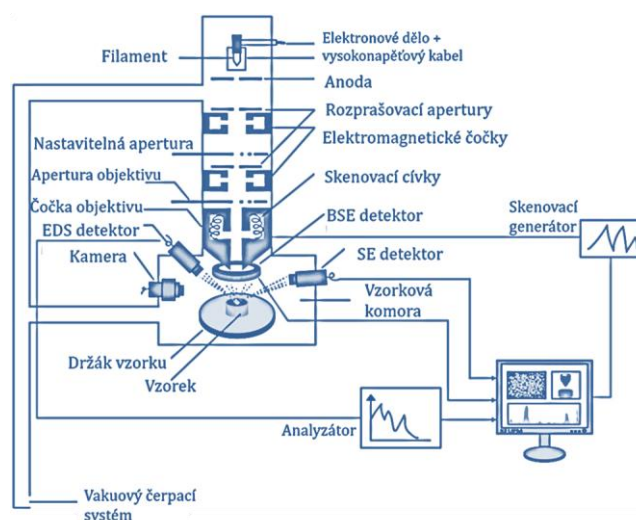 Elektronové dělo +
vysokonapěťový kabel
Filament
Anoda
Rozprašovací apertury
Nastavitelná apertura
Elektromagnetické čočky
Apertura objektivu
Skenovací cívky
Čočka objektivu
BSE detektor
Skenovací
generátor
EDS detektor
SE detektor
Kamera
Vzorková
komora
Držák vzorku
Vzorek
Analyzátor
Vakuový čerpací
systém